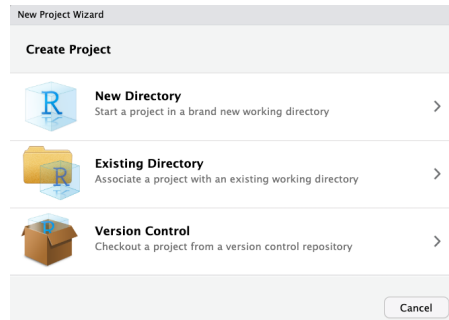 New Project Wizard
Create Project
New Directory
Start a project in a brand new working directory
Existing Directory
Associate a project with an existing working directory
Version Control
Checkout a project from a version control repository
Cancel